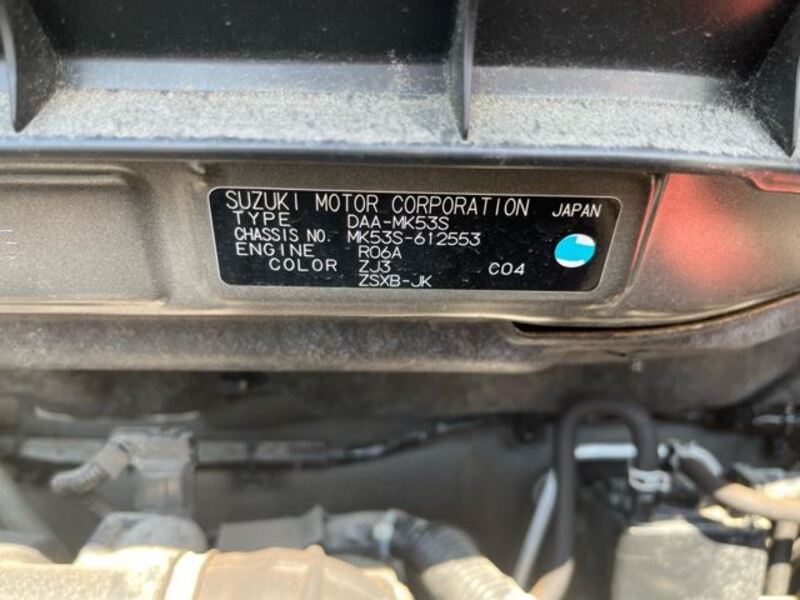 SUZUKI MOTOR CORPORATION JAPAN
TYPE DAA-MK53S
CHASSIS NO. MK53S-612553
ENGINE R06A
COLOR ZJ3 C04
ZSXB-JK